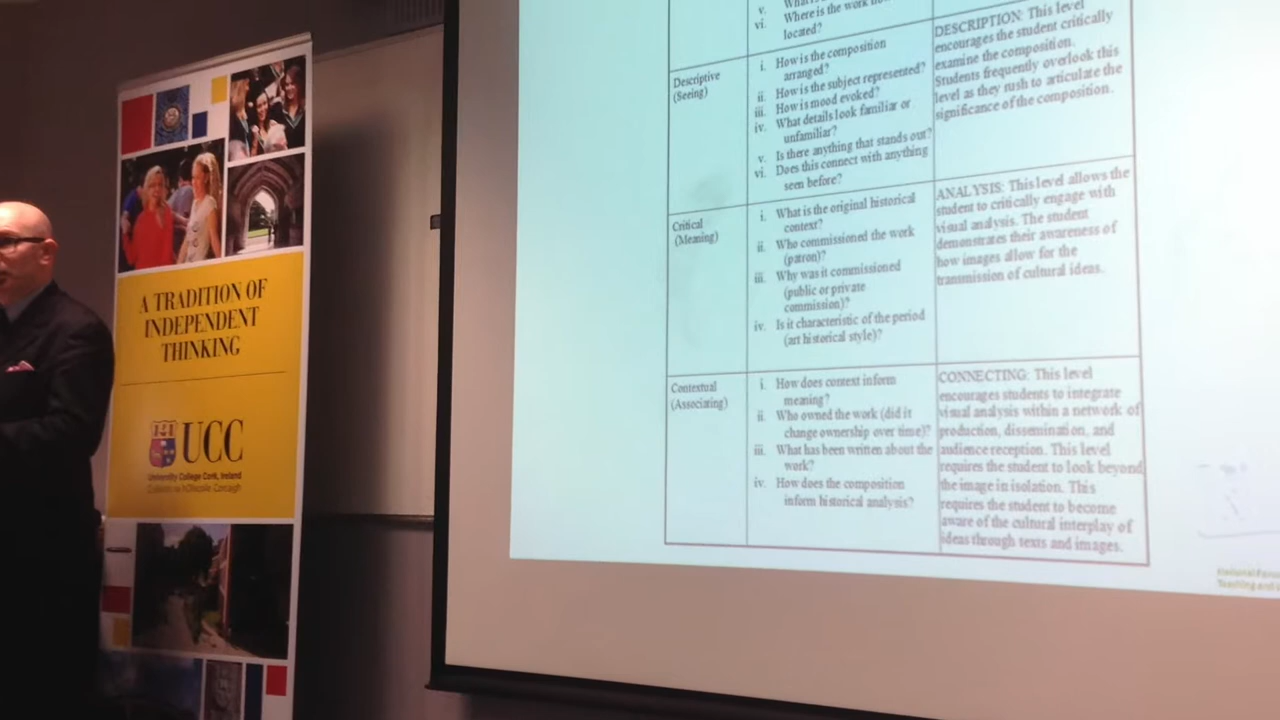 A TRADITION OF
INDEPENDENT
THINKING
UCC
University College Cork, Ireland
v. What is
vi. Where is the work
located?
Descriptive
(Seeing)
i. How is the composition
arranged?
ii. How is the subject represented?
iii. How is mood evoked?
iv. What details look familiar or
unfamiliar?
v. Is there anything that stands out?
vi. Does this connect with anything
seen before?
DESCRIPTION: This level
encourages the student critically
examine the composition.
Students frequently overlook this
level as they rush to articulate the
significance of the composition.
Critical
(Meaning)
i. What is the original historical
context?
ii. Who commissioned the work
(patron)?
iii. Why was it commissioned
(public or private
commission)?
iv. Is it characteristic of the period
(art historical style)?
ANALYSIS: This level allows the
student to critically engage with
visual analysis. The student
demonstrates their awareness of
how images allow for the
transmission of cultural ideas.
Contextual
(Associating)
i. How does context inform
meaning?
ii. Who owned the work (did it
change ownership over time)?
iii. What has been written about the
work?
iv. How does the composition
inform historical analysis?
CONNECTING: This level
encourages students to integrate
visual analysis within a network of
production, dissemination, and
audience reception. This level
requires the student to look beyond
the image in isolation. This
requires the student to become
aware of the cultural interplay of
ideas through texts and images.
National
Teaching and